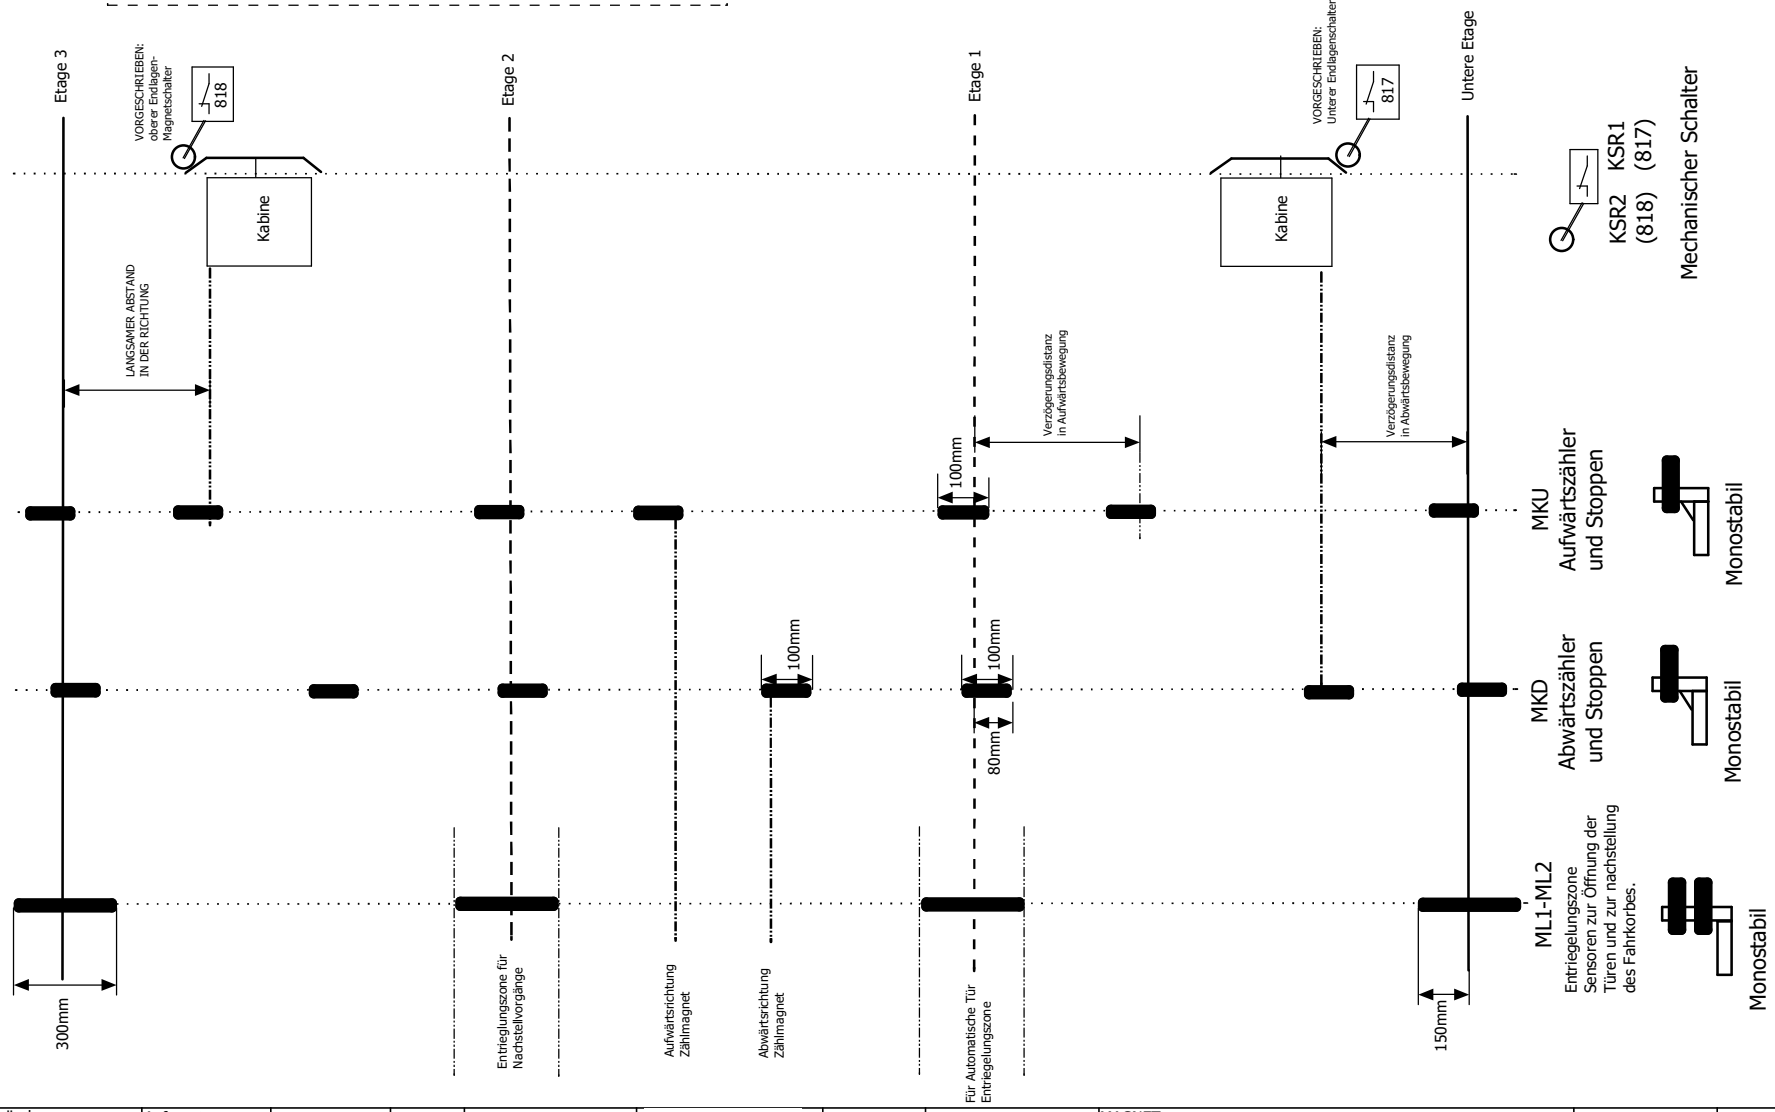 Etage 3
VORGESCHRIEBEN:
oberer Endlagen-
Magnetschalter
818
Kabine
LANGSAMER ABSTAND
IN DER RICHTUNG
300mm
Etage 2
Entrieglungszone für
Nachstellvorgänge
Aufwärtsrichtung
Zählmagnet
Abwärtsrichtung
Zählmagnet
100mm
Etage 1
100mm
100mm
80mm
Für Automatische Tür
Entriegelungszone
Verzögerungsdistanz
in Aufwärtsbewegung
VORGESCHRIEBEN:
Unterer Endlagenschalter
817
Kabine
Verzögerungsdistanz
in Abwärtsbewegung
Untere Etage
150mm
KSR2 KSR1
(818) (817)
Mechanischer Schalter
MKU
Aufwärtszähler
und Stoppen
Monostabil
MKD
Abwärtszähler
und Stoppen
Monostabil
ML1-ML2
Entriegelungszone
Sensoren zur Öffnung der
Türen und zur nachstellung
des Fahrkorbes.
Monostabil